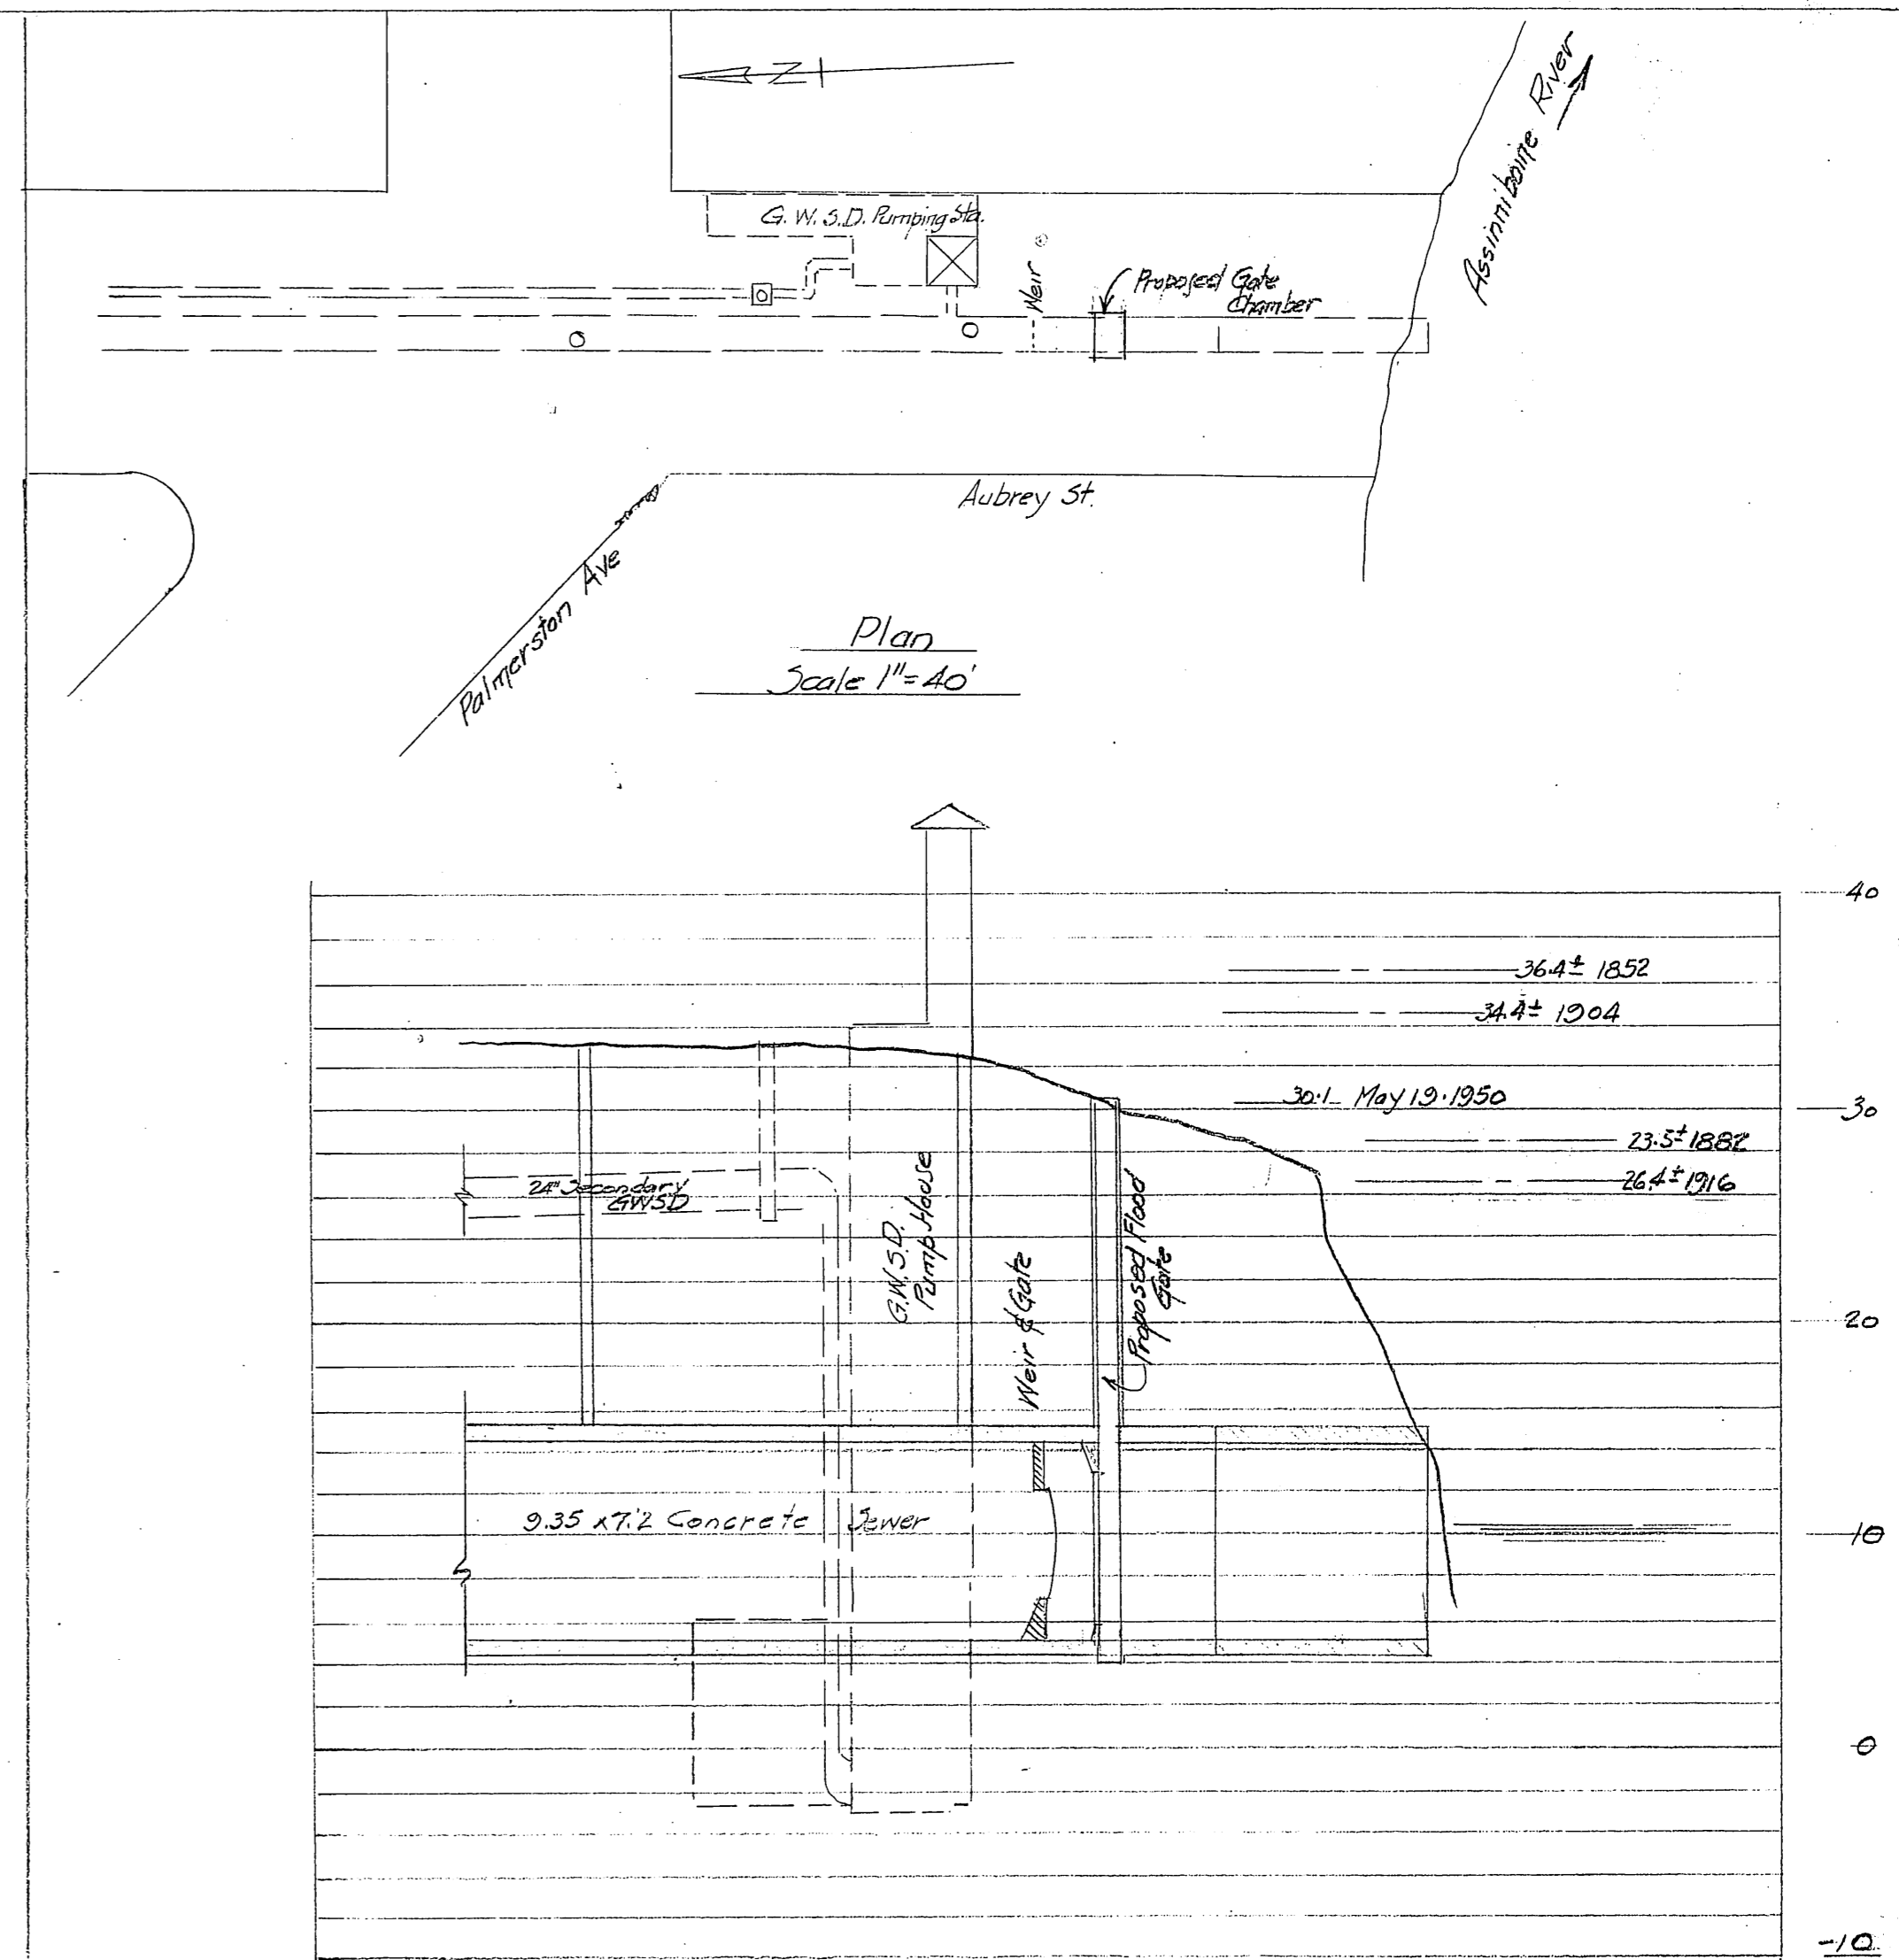 N
Assinniboine River
G. W. S. D. Pumping Sta.
Weir
Proposed Gate
Chamber
Aubrey St.
Palmerston Ave
Plan
Scale 1"=40'
40
36.4± 1852
34.4± 1904
30.1 May 19·1950
30
23.5± 1882
26.4± 1916
24" Secondary
GWSD
G.W.S.D.
Pump House
Weir & Gate
Proposed Flood
Gate
20
9.35 x 7.2 Concrete Sewer
10
0
-10